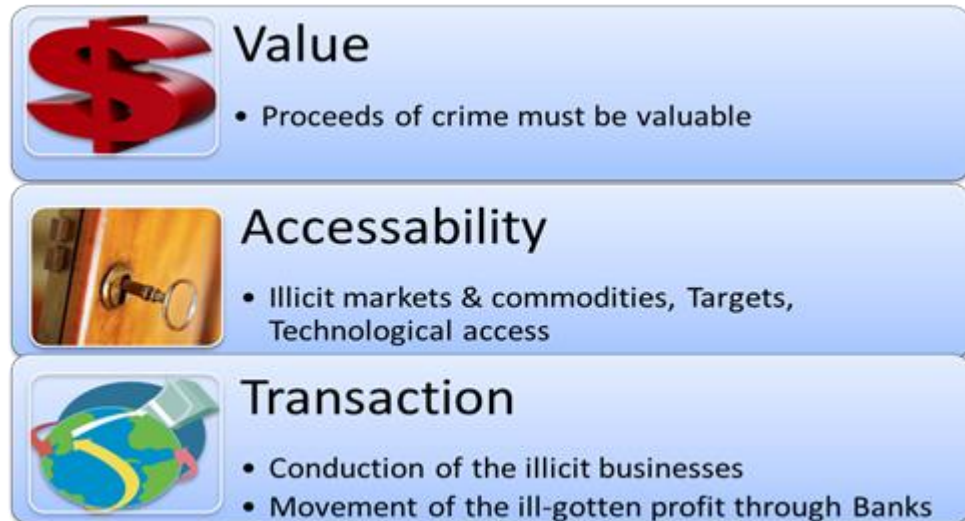 Value
• Proceeds of crime must be valuable
Accessability
• Illicit markets & commodities, Targets,
Technological access
Transaction
• Conduction of the illicit businesses
• Movement of the ill-gotten profit through Banks